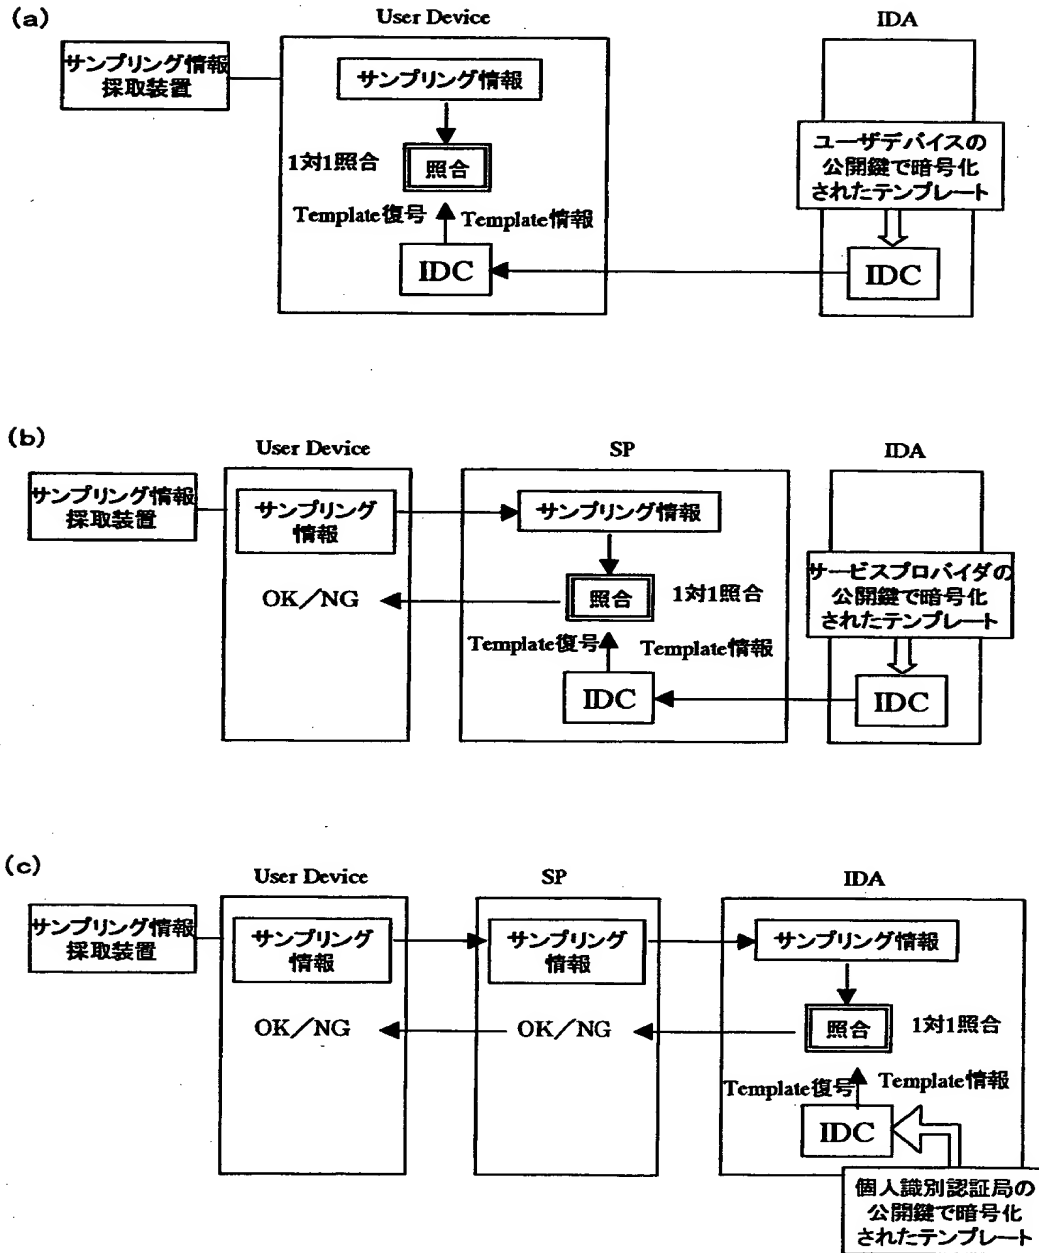 (a)
User Device
IDA
サンプリング情報
採取装置
サンプリング情報
1対1照合
照合
Template復号
Template情報
IDC
ユーザデバイスの
公開鍵で暗号化
されたテンプレート
IDC
(b)
User Device
SP
IDA
サンプリング情報
採取装置
サンプリング
情報
サンプリング情報
OK/NG
照合
1対1照合
Template復号
Template情報
IDC
サービスプロバイダの
公開鍵で暗号化
されたテンプレート
IDC
(c)
User Device
SP
IDA
サンプリング情報
採取装置
サンプリング
情報
サンプリング
情報
サンプリング情報
OK/NG
OK/NG
照合
1対1照合
Template復号
Template情報
IDC
個人識別認証局の
公開鍵で暗号化
されたテンプレート